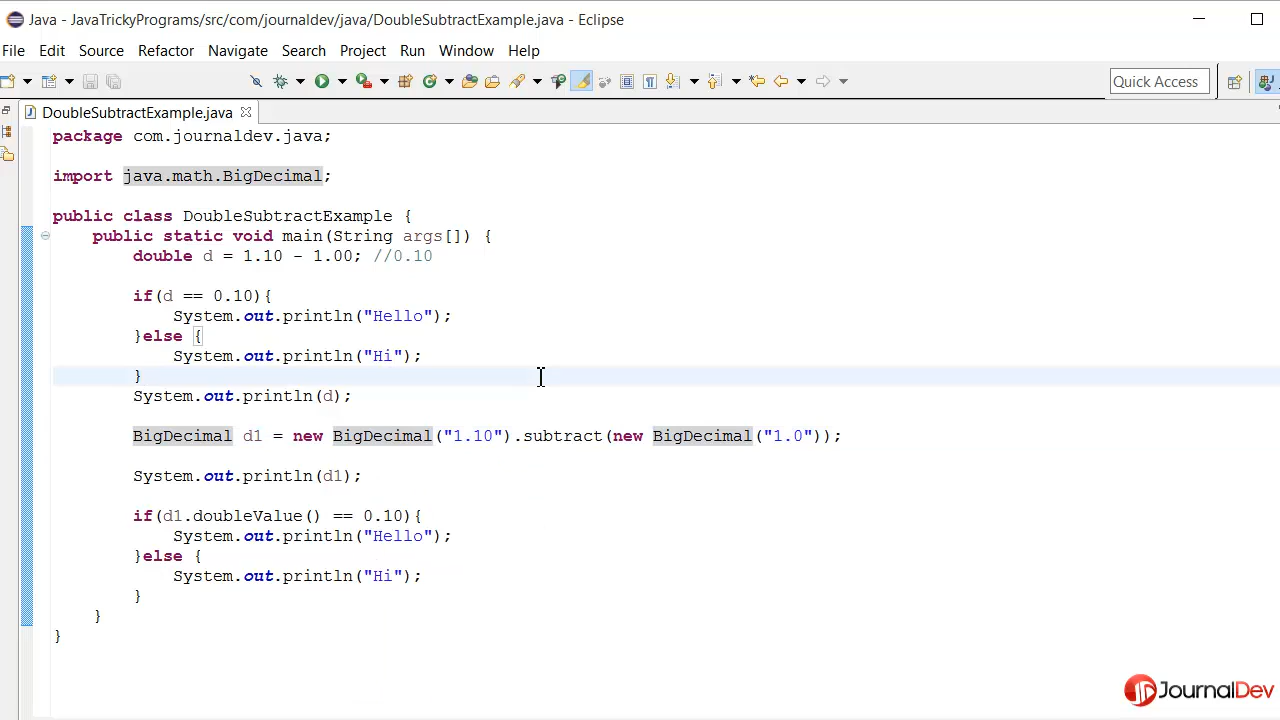 Java - JavaTrickyPrograms/src/com/journaldev/java/DoubleSubtractExample.java - Eclipse
File Edit Source Refactor Navigate Search Project Run Window Help
Quick Access
DoubleSubtractExample.java
package com.journaldev.java;
import java.math.BigDecimal;
public class DoubleSubtractExample {
public static void main(String args[]) {
double d = 1.10 - 1.00; //0.10
if(d == 0.10){
System.out.println("Hello");
}else {
System.out.println("Hi");
}
System.out.println(d);
BigDecimal d1 = new BigDecimal("1.10").subtract(new BigDecimal("1.0"));
System.out.println(d1);
if(d1.doubleValue() == 0.10){
System.out.println("Hello");
}else {
System.out.println("Hi");
}
}
}
JournalDev